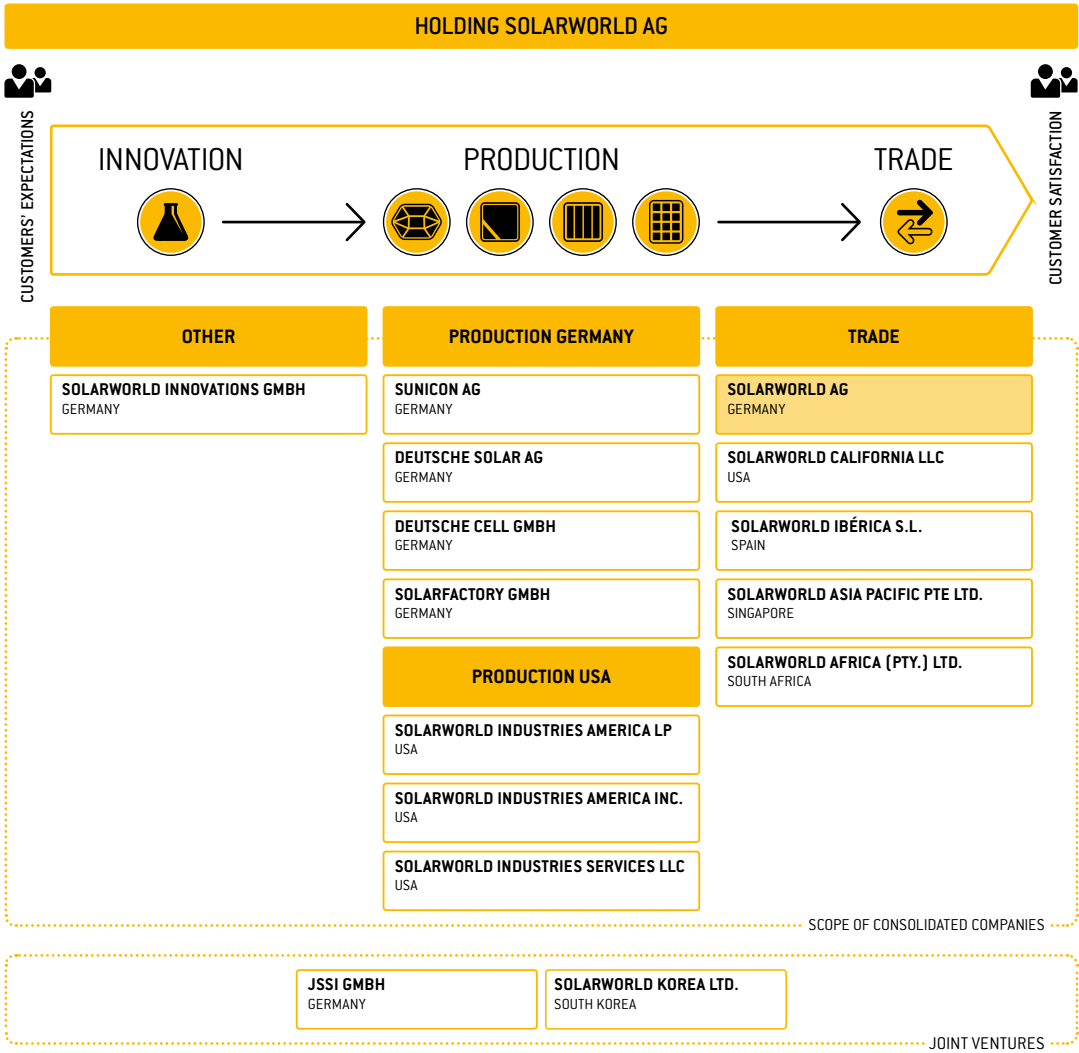 HOLDING SOLARWORLD AG
CUSTOMERS' EXPECTATIONS
INNOVATION
PRODUCTION
TRADE
CUSTOMER SATISFACTION
OTHER
SOLARWORLD INNOVATIONS GMBH
GERMANY
PRODUCTION GERMANY
SUNICON AG
GERMANY
DEUTSCHE SOLAR AG
GERMANY
DEUTSCHE CELL GMBH
GERMANY
SOLARFACTORY GMBH
GERMANY
PRODUCTION USA
SOLARWORLD INDUSTRIES AMERICA LP
USA
SOLARWORLD INDUSTRIES AMERICA INC.
USA
SOLARWORLD INDUSTRIES SERVICES LLC
USA
TRADE
SOLARWORLD AG
GERMANY
SOLARWORLD CALIFORNIA LLC
USA
SOLARWORLD IBÉRICA S.L.
SPAIN
SOLARWORLD ASIA PACIFIC PTE LTD.
SINGAPORE
SOLARWORLD AFRICA (PTY.) LTD.
SOUTH AFRICA
SCOPE OF CONSOLIDATED COMPANIES
JSSI GMBH
GERMANY
SOLARWORLD KOREA LTD.
SOUTH KOREA
JOINT VENTURES